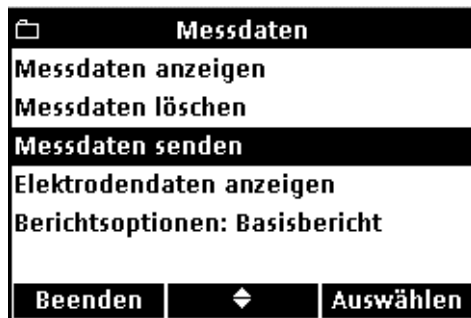 Messdaten
Messdaten anzeigen
Messdaten löschen
Messdaten senden
Elektrodendaten anzeigen
Berichtsoptionen: Basisbericht
Beenden Auswählen